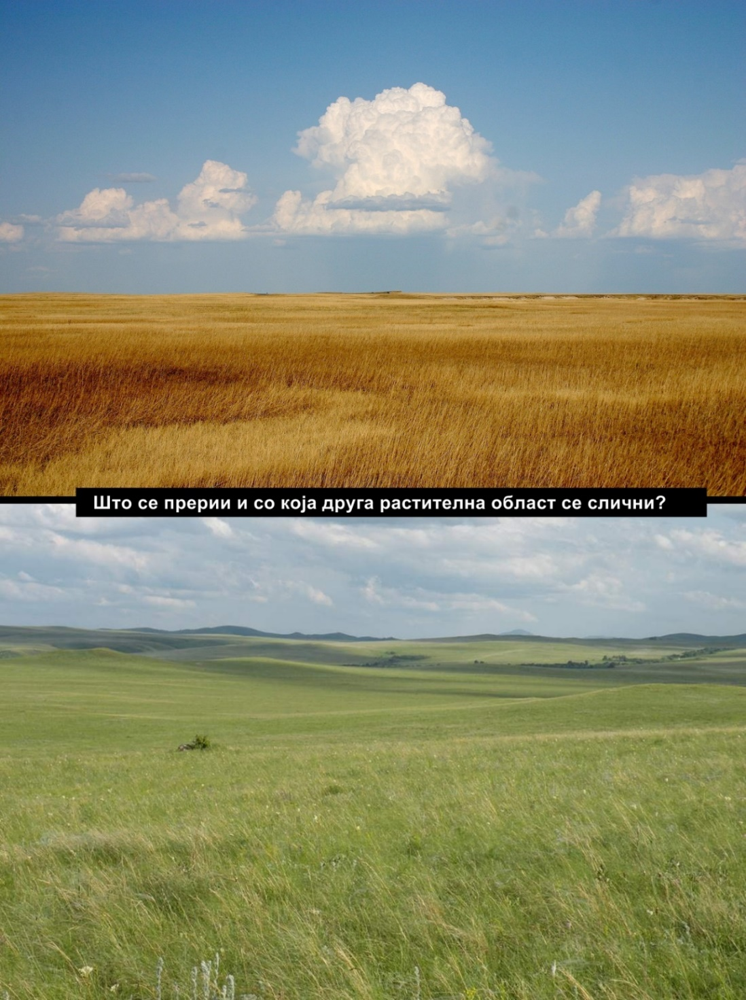 Што се прерии и со која друга растителна област се слични?